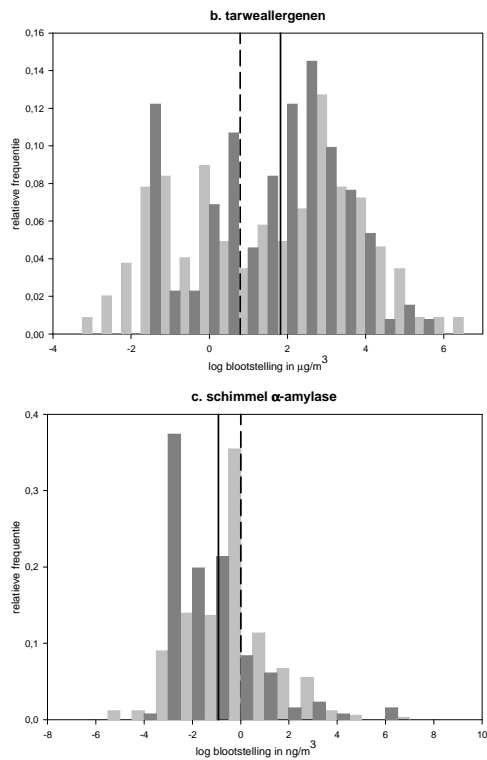 b. tarweallergenen
0,16
0,14
0,12
0,10
0,08
0,06
0,04
0,02
0,00
relatieve frequentie
-4 -2 0 2 4 6
log blootstelling in µg/m³
c. schimmel α-amylase
0,4
0,3
0,2
0,1
0,0
relatieve frequentie
-8 -6 -4 -2 0 2 4 6 8 10
log blootstelling in ng/m³